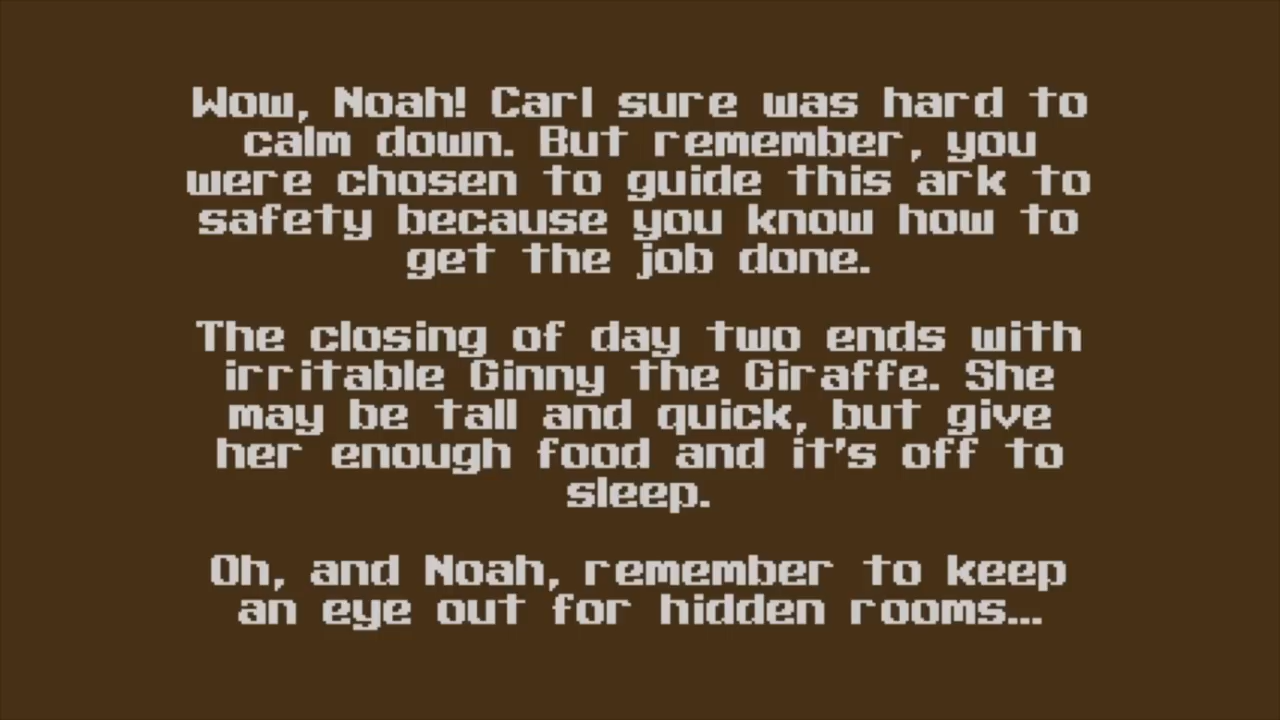 Wow, Noah! Carl sure was hard to
calm down. But remember, you
were chosen to guide this ark to
safety because you know how to
get the job done.
The closing of day two ends with
irritable Ginny the Giraffe. She
may be tall and quick, but give
her enough food and it's off to
sleep.
Oh, and Noah, remember to keep
an eye out for hidden rooms...